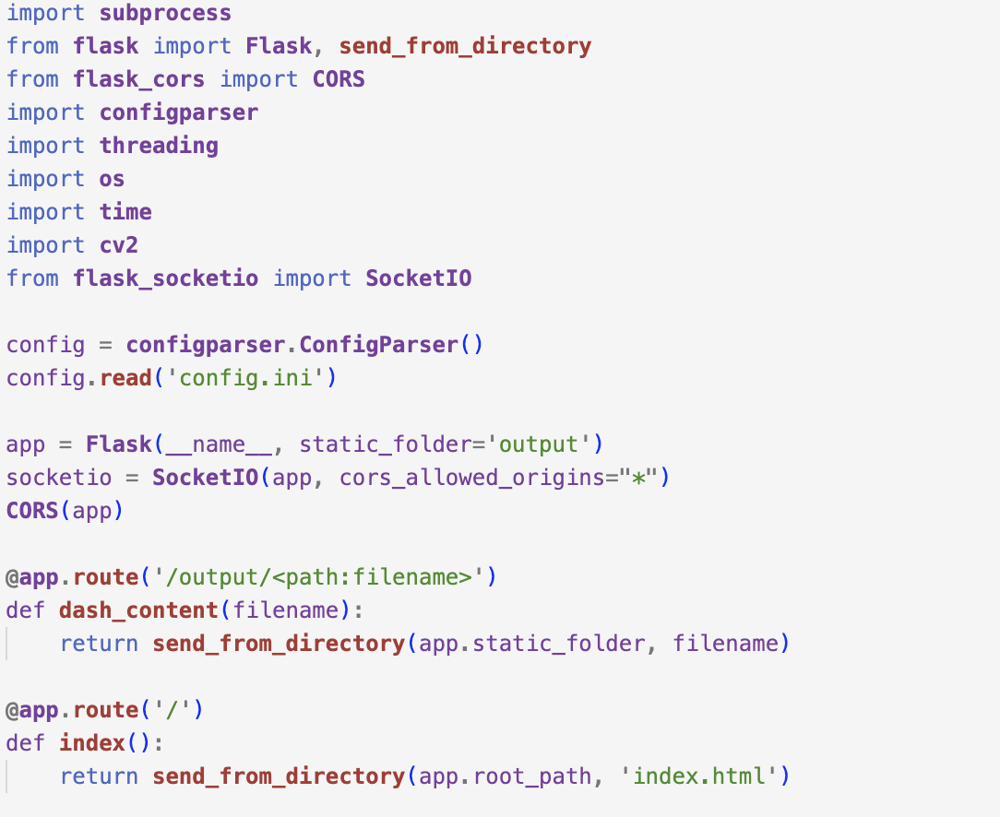 import subprocess
from flask import Flask, send_from_directory
from flask_cors import CORS
import configparser
import threading
import os
import time
import cv2
from flask_socketio import SocketIO
config = configparser.ConfigParser()
config.read('config.ini')
app = Flask(__name__, static_folder='output')
socketio = SocketIO(app, cors_allowed_origins="*")
CORS(app)
@app.route('/output/<path:filename>')
def dash_content(filename):
    return send_from_directory(app.static_folder, filename)
@app.route('/')
def index():
    return send_from_directory(app.root_path, 'index.html')